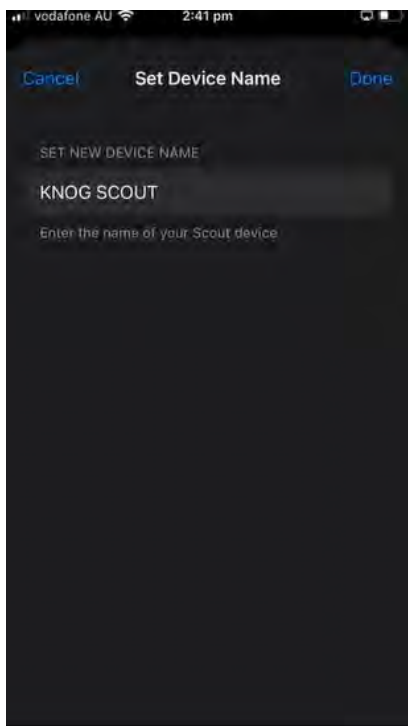 vodafone AU 2:41 pm
Cancel Set Device Name Done
SET NEW DEVICE NAME
KNOG SCOUT
Enter the name of your Scout device